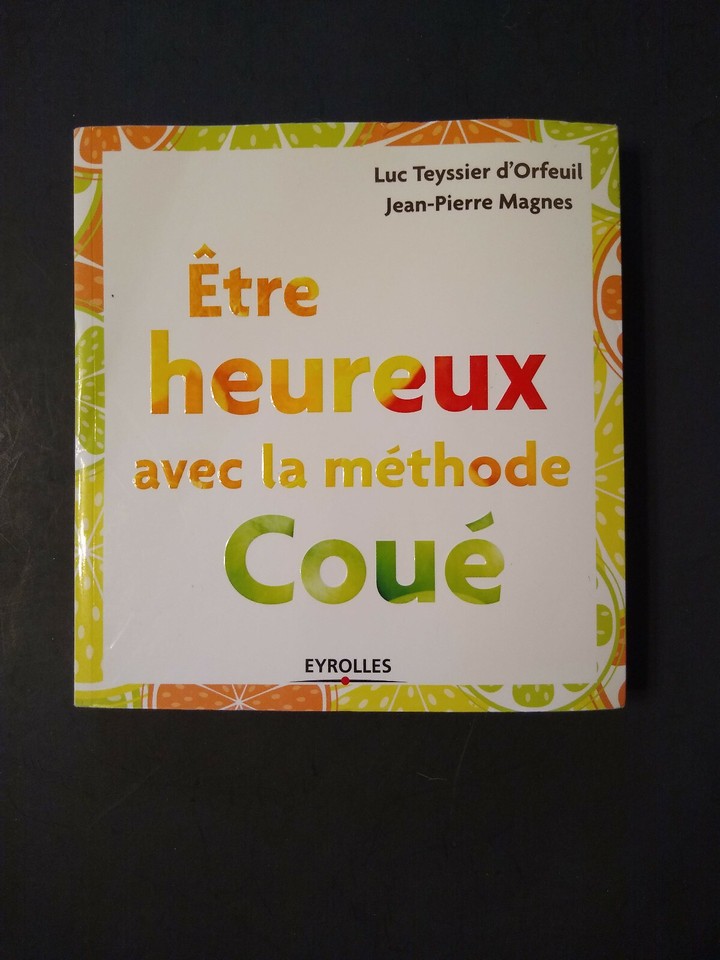 Luc Teyssier d'Orfeuil
Jean-Pierre Magnes
Être
heureux
avec la méthode
Coué
EYROLLES